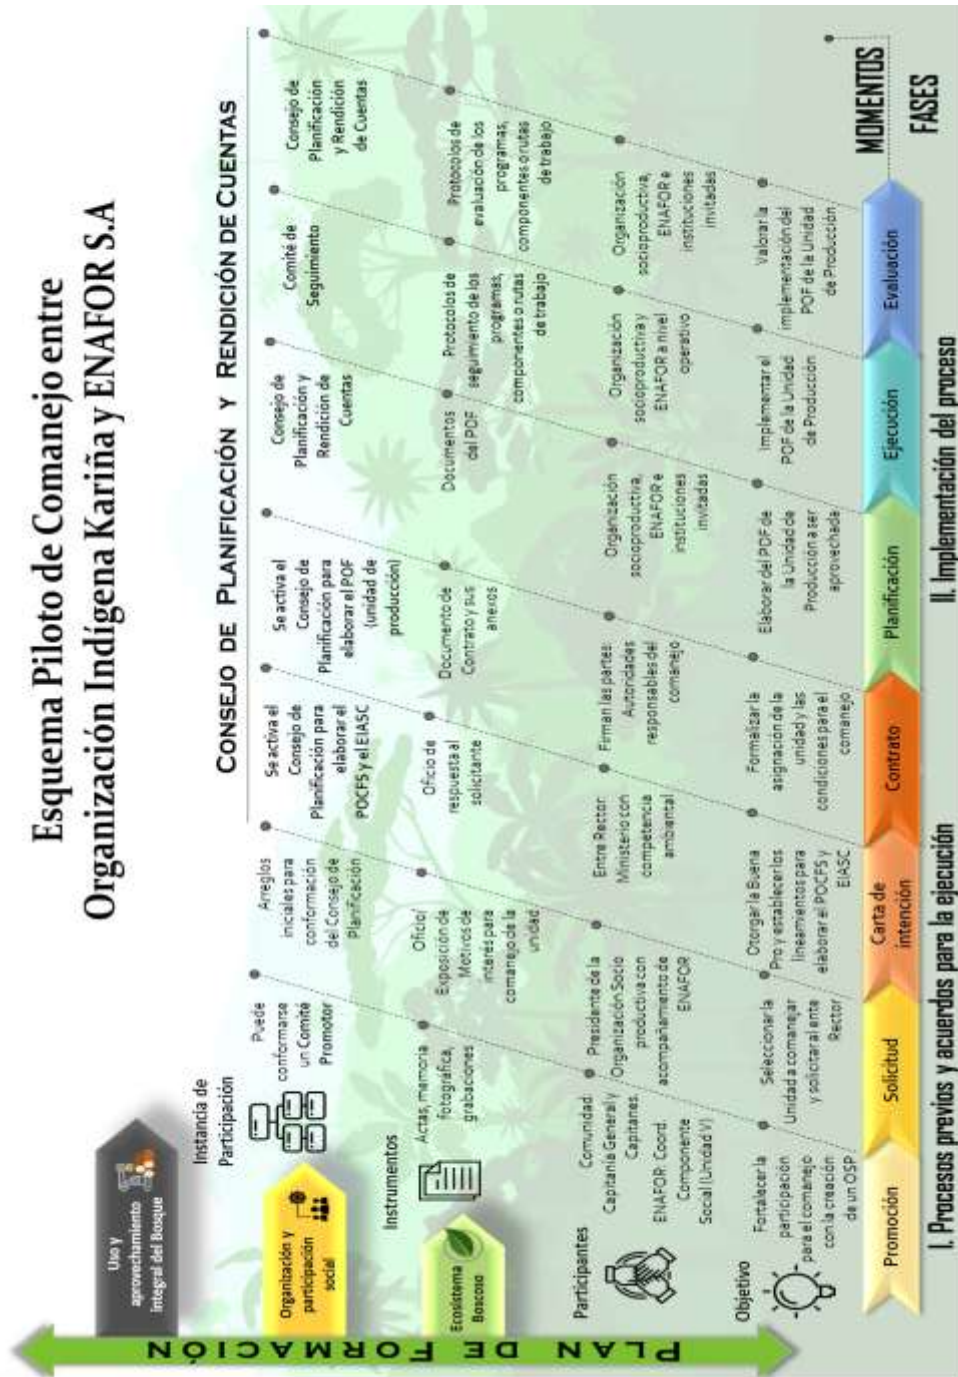 Esquema Piloto de Comanejo entre
Organización Indígena Kariña y ENAFOR S.A
CONSEJO DE PLANIFICACIÓN Y RENDICIÓN DE CUENTAS
PLAN DE FORMACIÓN
Uso y
aprovechamiento
integral del Bosque
Organización y
participación
social
Ecosistema
Boscoso
Instancia de
Participación
Puede
conformarse
un Comité
Promotor
Arreglos
iniciales para
conformación
del Consejo de
Planificación
Se activa el
Consejo de
Planificación para
elaborar el
POCFS y el EIASC
Se activa el
Consejo de
Planificación para
elaborar el POF
(unidad de
producción)
Consejo de
Planificación y
Rendición de
Cuentas
Comité de
Seguimiento
Consejo de
Planificación
y Rendición
de Cuentas
Instrumentos
Actas, memoria
fotográfica,
grabaciones
Oficio/
Exposición de
Motivos de
interés para
comanejo de la
unidad
Oficio de
respuesta al
solicitante
Documento de
Contrato y sus
anexos
Documentos
del POF
Protocolos de
seguimiento de los
programas,
componentes o rutas
de trabajo
Protocolos de
evaluación de los
programas,
componentes o rutas
de trabajo
Participantes
Comunidad:
Capitanía General y
Capitanes.
ENAFOR: Coord.
Componente
Social (Unidad V)
Presidente de la
Organización Socio
productiva con
acompañamiento de
ENAFOR
Entre Rector:
Ministerio con
competencia
ambiental
Firman las partes:
Autoridades
responsables del
comanejo
Organización
socioproductiva,
ENAFOR e
instituciones
invitadas
Organización
socioproductiva y
ENAFOR a nivel
operativo
Organización
socioproductiva,
ENAFOR e
instituciones
invitadas
Objetivo
Fortalecer la
participación
para el comanejo
con la creación
de un OSP /
Seleccionar la
Unidad a comanejar
y solicitar al ente
Rector
Otorgar la Buena
Pro y establecer los
lineamientos para
elaborar el POCFS y
EIASC
Formalizar la
asignación de la
unidad y las
condiciones para el
comanejo
Elaborar del POF de
la Unidad de
Producción a ser
aprovechada
Implementar el
POF de la Unidad
de Producción
Valorar la
implementación del
POF de la Unidad
de Producción
MOMENTOS
Promoción
Solicitud
Carta de
intención
Contrato
Planificación
Ejecución
Evaluación
FASES
I. Procesos previos y acuerdos para la ejecución
II. Implementación del proceso